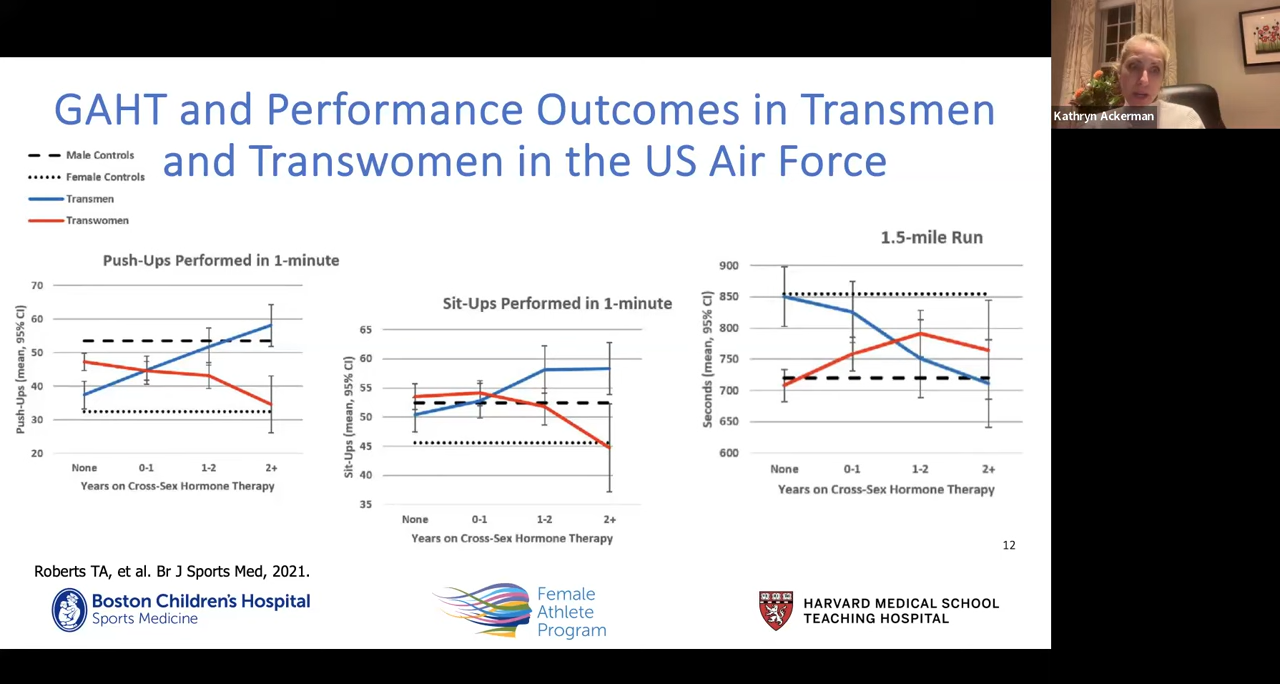 GAHT and Performance Outcomes in Transmen
and Transwomen in the US Air Force
Kathryn Ackerman
Male Controls
Female Controls
Transmen
Transwomen
Push-Ups Performed in 1-minute
Push-Ups (mean, 95% CI)
70
60
50
40
30
20
None 0-1 1-2 2+
Years on Cross-Sex Hormone Therapy
Sit-Ups Performed in 1-minute
Sit-Ups (mean, 95% CI)
65
60
55
50
45
40
35
None 0-1 1-2 2+
Years on Cross-Sex Hormone Therapy
1.5-mile Run
Seconds (mean, 95% CI)
900
850
800
750
700
650
600
None 0-1 1-2 2+
Years on Cross-Sex Hormone Therapy
12
Roberts TA, et al. Br J Sports Med, 2021.
Boston Children's Hospital
Sports Medicine
Female
Athlete
Program
HARVARD MEDICAL SCHOOL
TEACHING HOSPITAL